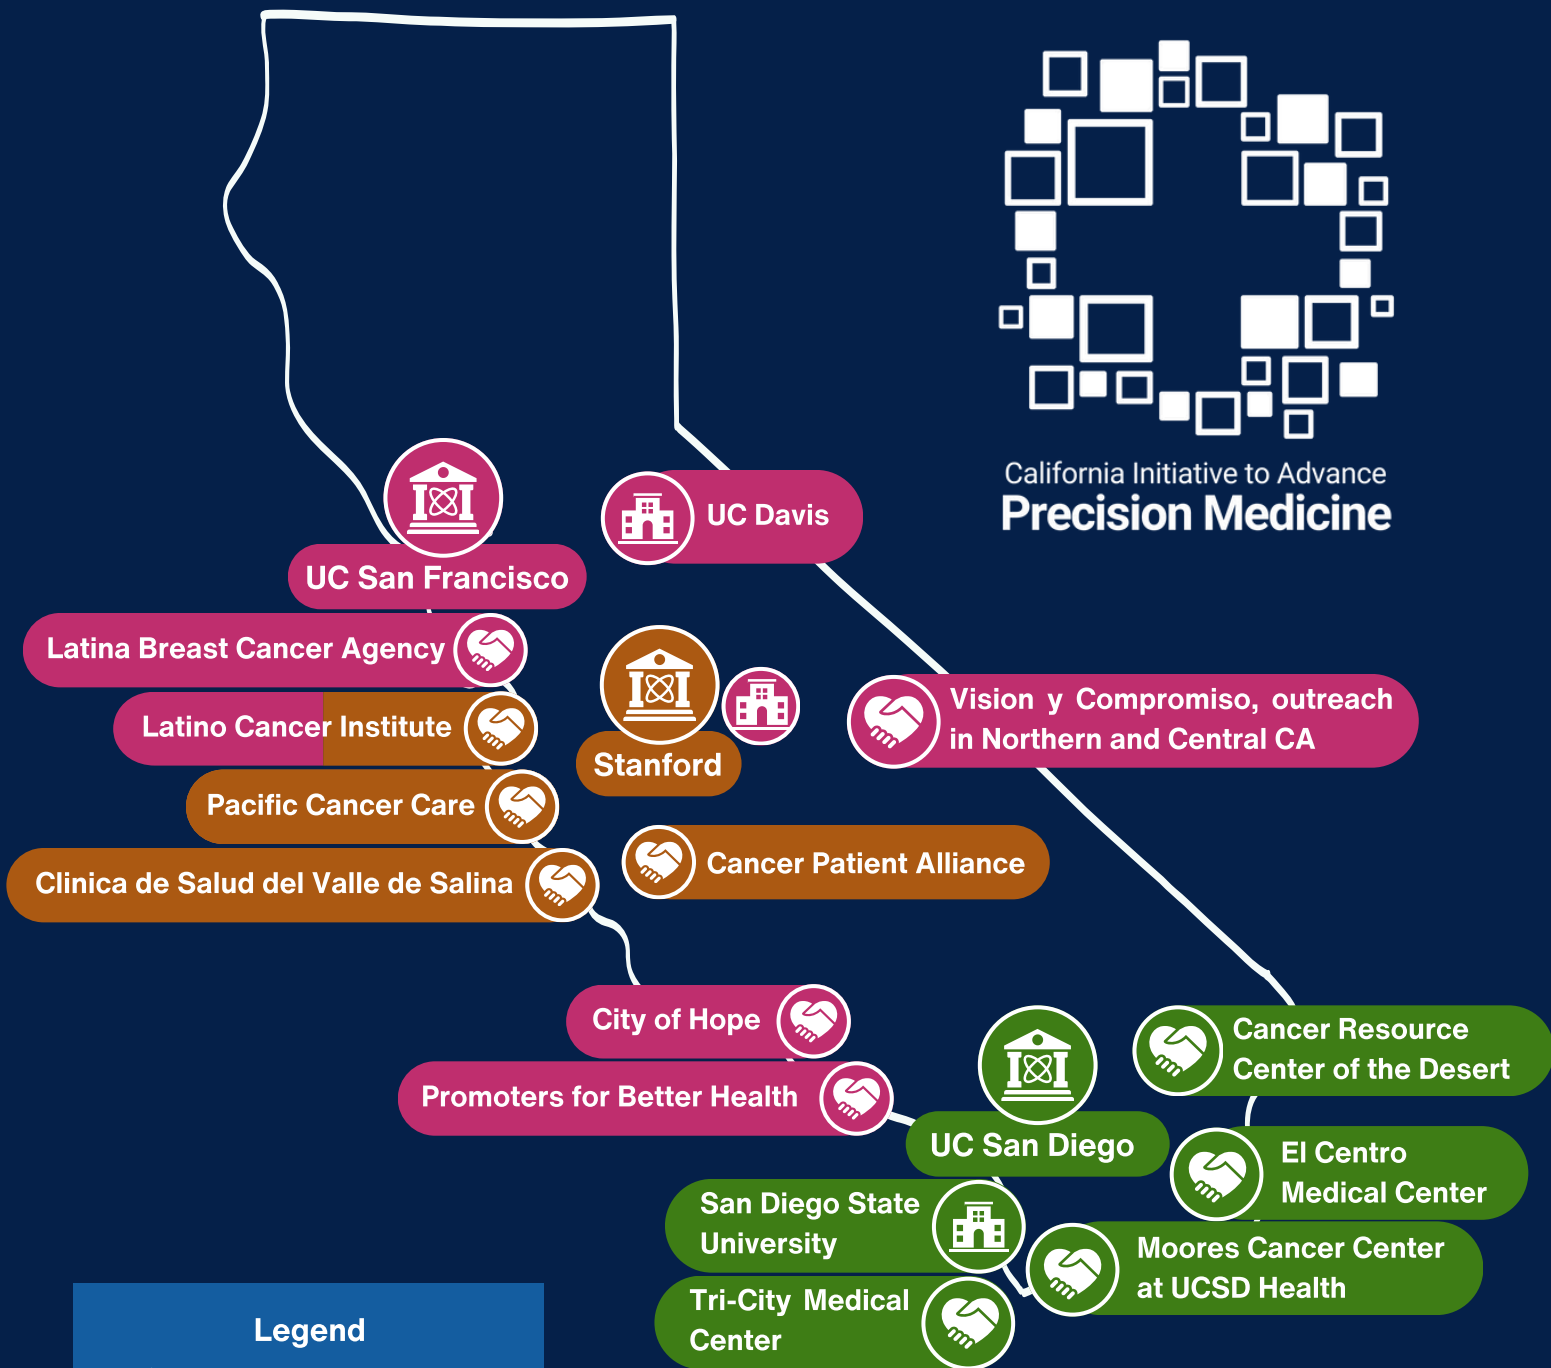 California Initiative to Advance
Precision Medicine
UC Davis
UC San Francisco
Latina Breast Cancer Agency
Latino Cancer Institute
Stanford
Vision y Compromiso, outreach
in Northern and Central CA
Pacific Cancer Care
Clinica de Salud del Valle de Salina
Cancer Patient Alliance
City of Hope
Promoters for Better Health
Cancer Resource
Center of the Desert
UC San Diego
El Centro
Medical Center
San Diego State
University
Moores Cancer Center
at UCSD Health
Tri-City Medical
Center
Legend